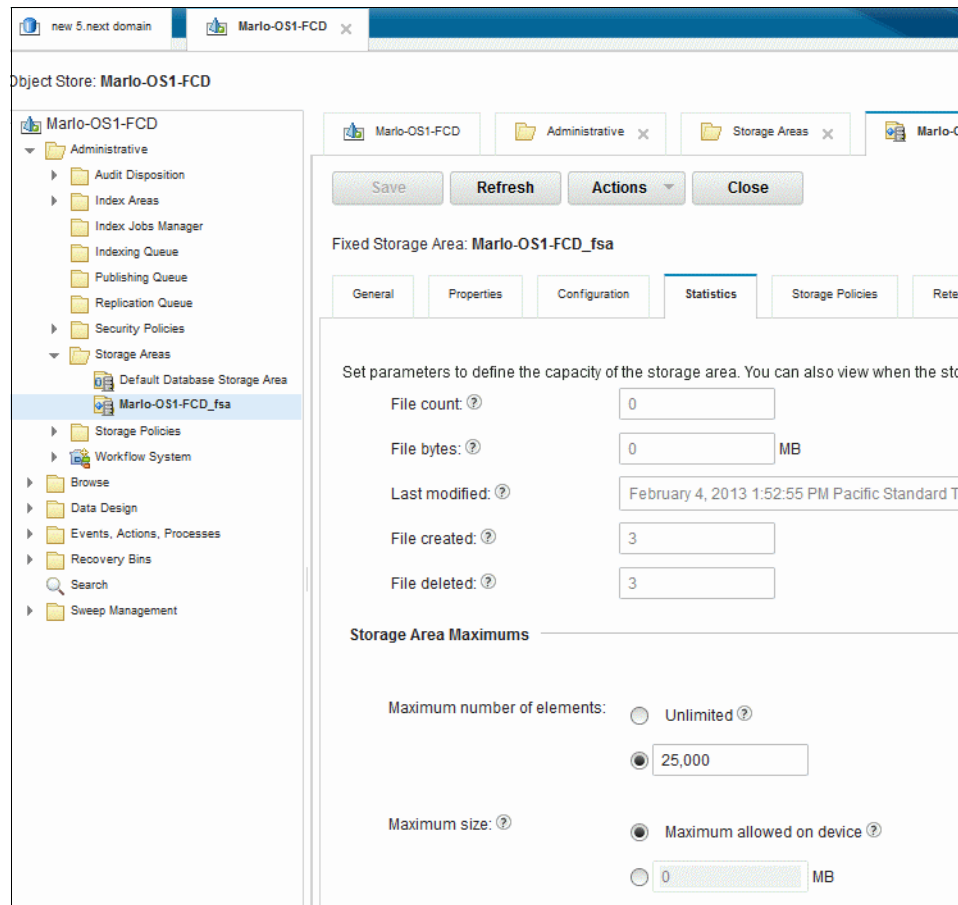 new 5.next domain
Marlo-OS1-FCD
Object Store: Marlo-OS1-FCD
Marlo-OS1-FCD
Administrative
Audit Disposition
Index Areas
Index Jobs Manager
Indexing Queue
Publishing Queue
Replication Queue
Security Policies
Storage Areas
Default Database Storage Area
Marlo-OS1-FCD_fsa
Storage Policies
Workflow System
Browse
Data Design
Events, Actions, Processes
Recovery Bins
Search
Sweep Management
Marlo-OS1-FCD Administrative Storage Areas Marlo-
Save Refresh Actions Close
Fixed Storage Area: Marlo-OS1-FCD_fsa
General Properties Configuration Statistics Storage Policies Rete
Set parameters to define the capacity of the storage area. You can also view when the sto
File count: 0
File bytes: 0 MB
Last modified: February 4, 2013 1:52:55 PM Pacific Standard T
File created: 3
File deleted: 3
Storage Area Maximums
Maximum number of elements: Unlimited
25,000
Maximum size: Maximum allowed on device
0 MB